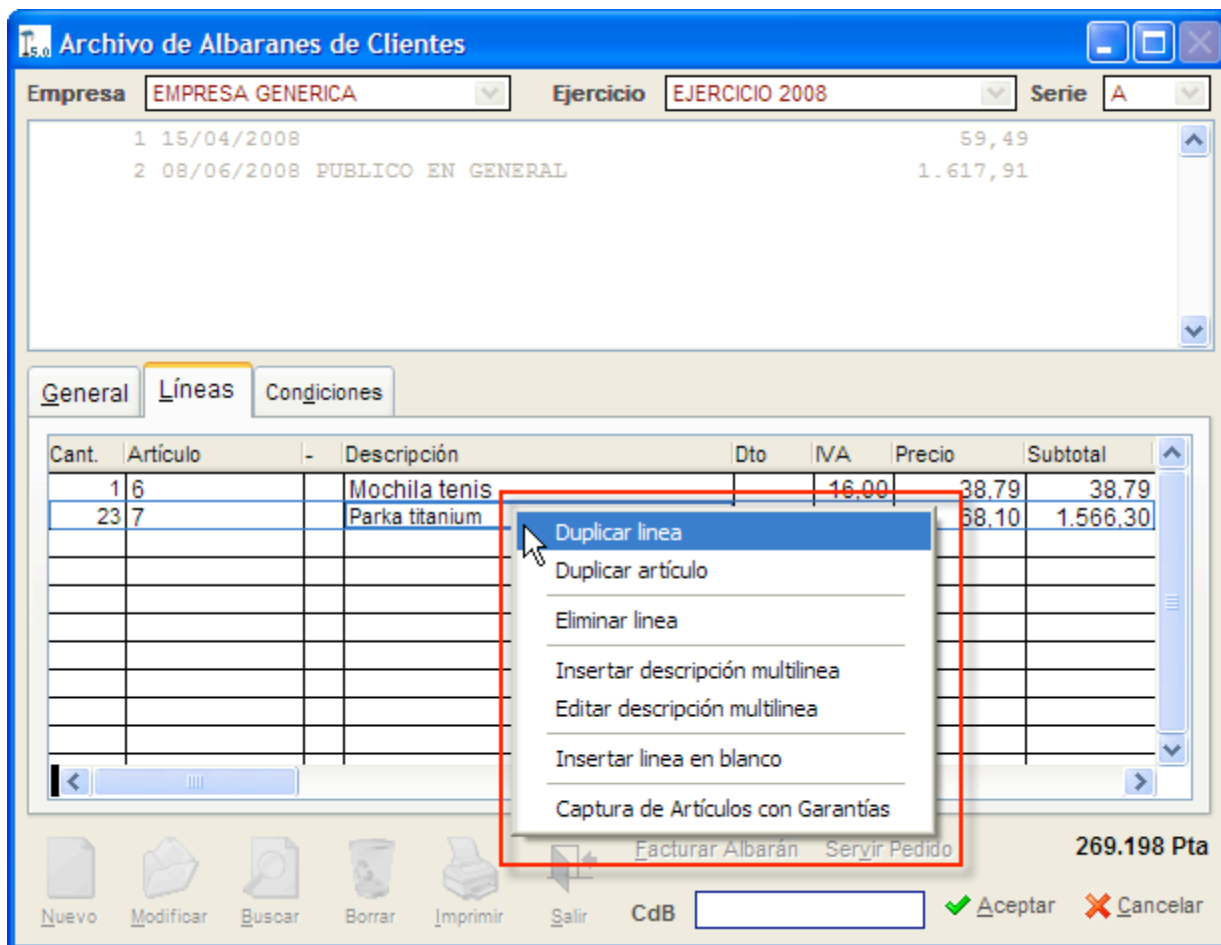 5.0 Archivo de Albaranes de Clientes
Empresa EMPRESA GENERICA Ejercicio EJERCICIO 2008 Serie A
1 15/04/2008 59,49
2 08/06/2008 PUBLICO EN GENERAL 1.617,91
General Líneas Condiciones
Cant. Artículo - Descripción Dto IVA Precio Subtotal
1 6 Mochila tenis 16,00 38,79 38,79
23 7 Parka titanium 68,10 1.566,30
Duplicar linea
Duplicar artículo
Eliminar linea
Insertar descripción multilinea
Editar descripción multilinea
Insertar linea en blanco
Captura de Artículos con Garantías
Facturar Albarán Servir Pedido 269.198 Pta
Nuevo Modificar Buscar Borrar Imprimir Salir CdB Aceptar Cancelar